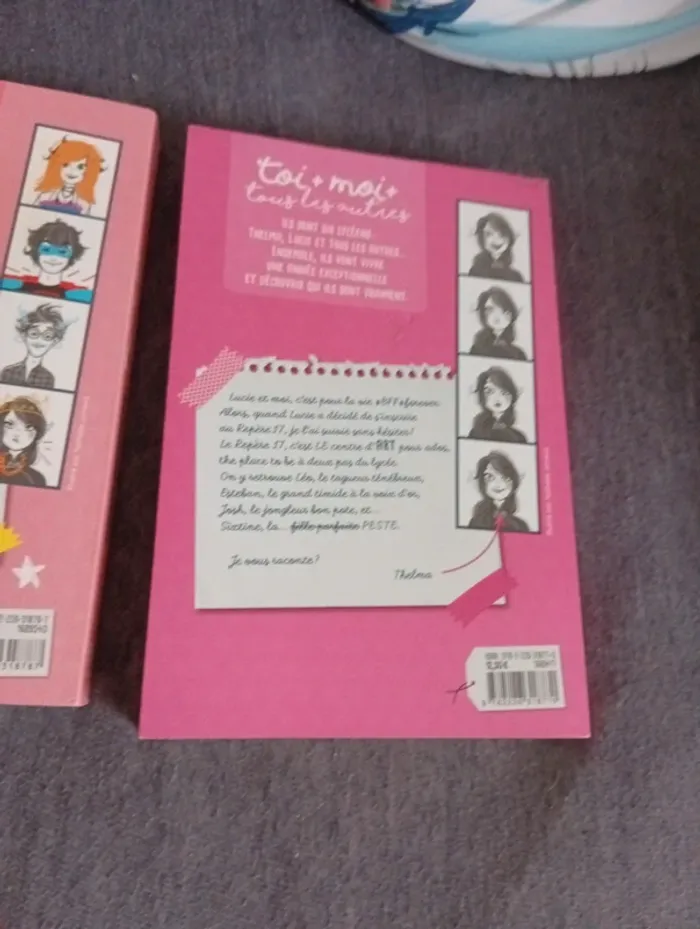 toi + moi +
tous les autres
Ils sont six lycéens...
Thelma, Lucie et tous les autres...
Ensemble, ils vont vivre
une année exceptionnelle
et découvrir qui ils sont vraiment.
Lucie et moi, c'est pour la vie #BFFforever.
Alors, quand Lucie a décidé de s'inscrire
au Repère 17, je l'ai suivie sans hésiter!
Le Repère 17, c'est LE centre d'ART pour ados,
the place to be à deux pas du lycée.
On y retrouve Léo, le tagueur ténébreux,
Esteban, le grand timide à la voix d'or,
Josh, le jongleur bon pote, et...
Sixtine, la... fille parfaite PESTE.
Je vous raconte?
Thelma
ISBN